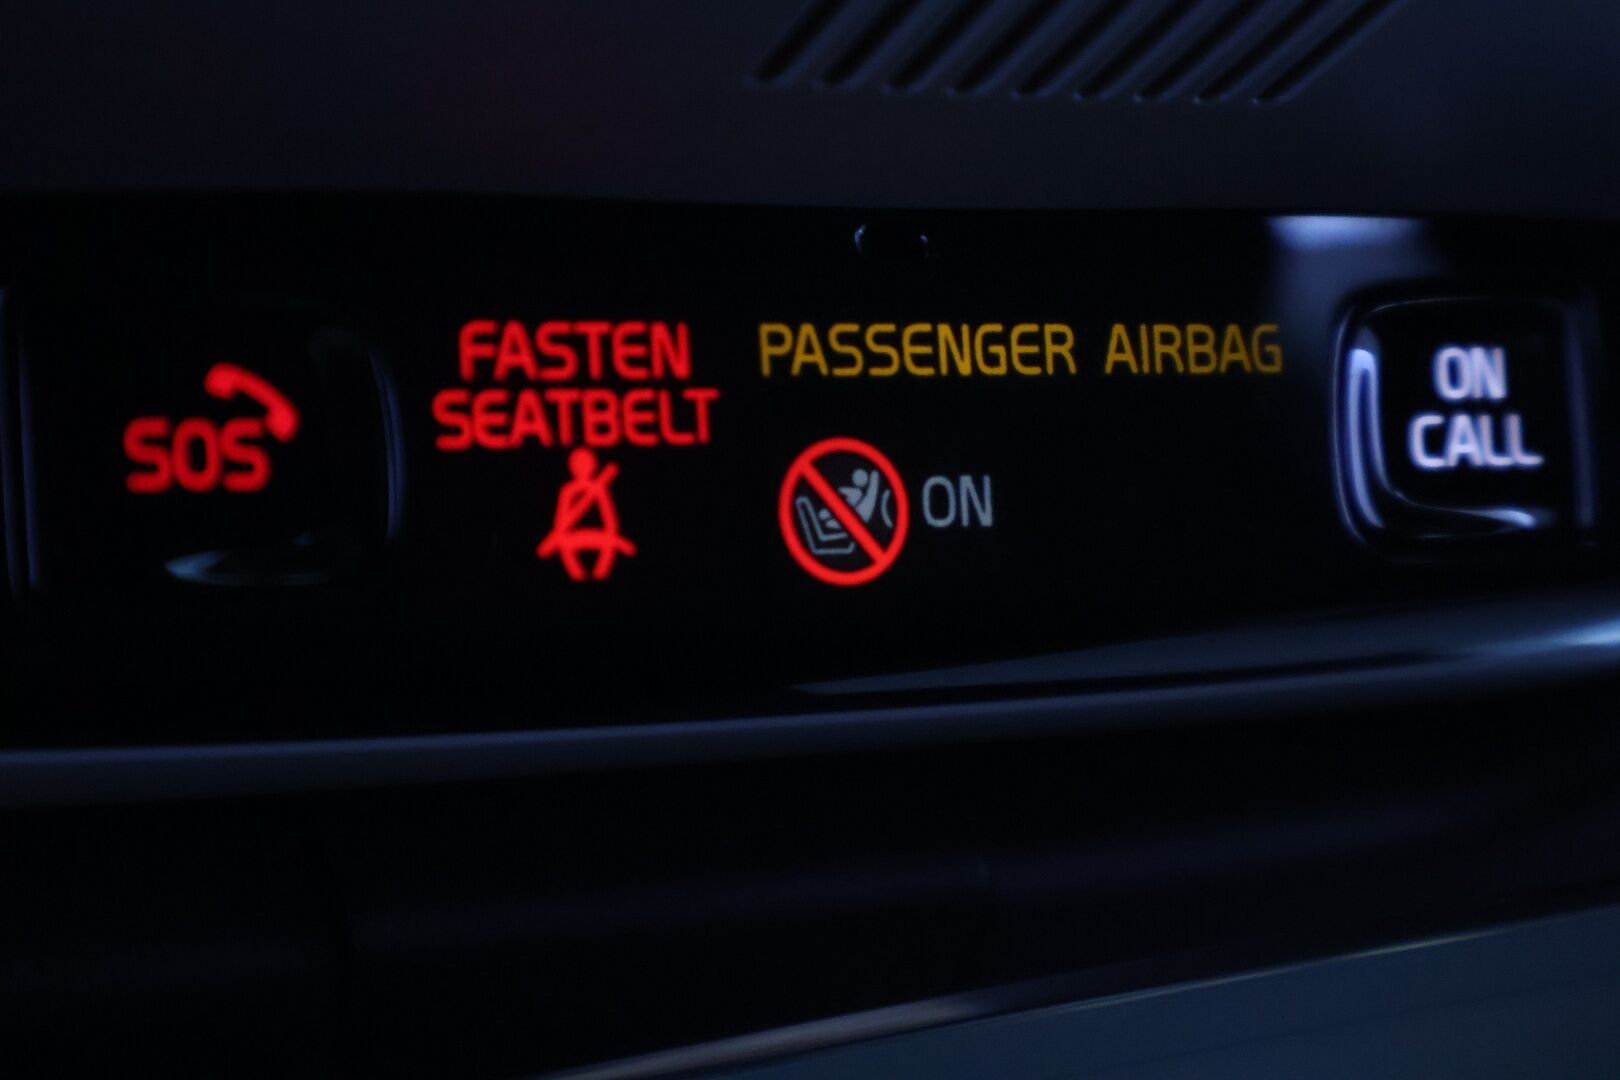 SOS
FASTEN
SEATBELT
PASSENGER AIRBAG
ON
ON
CALL